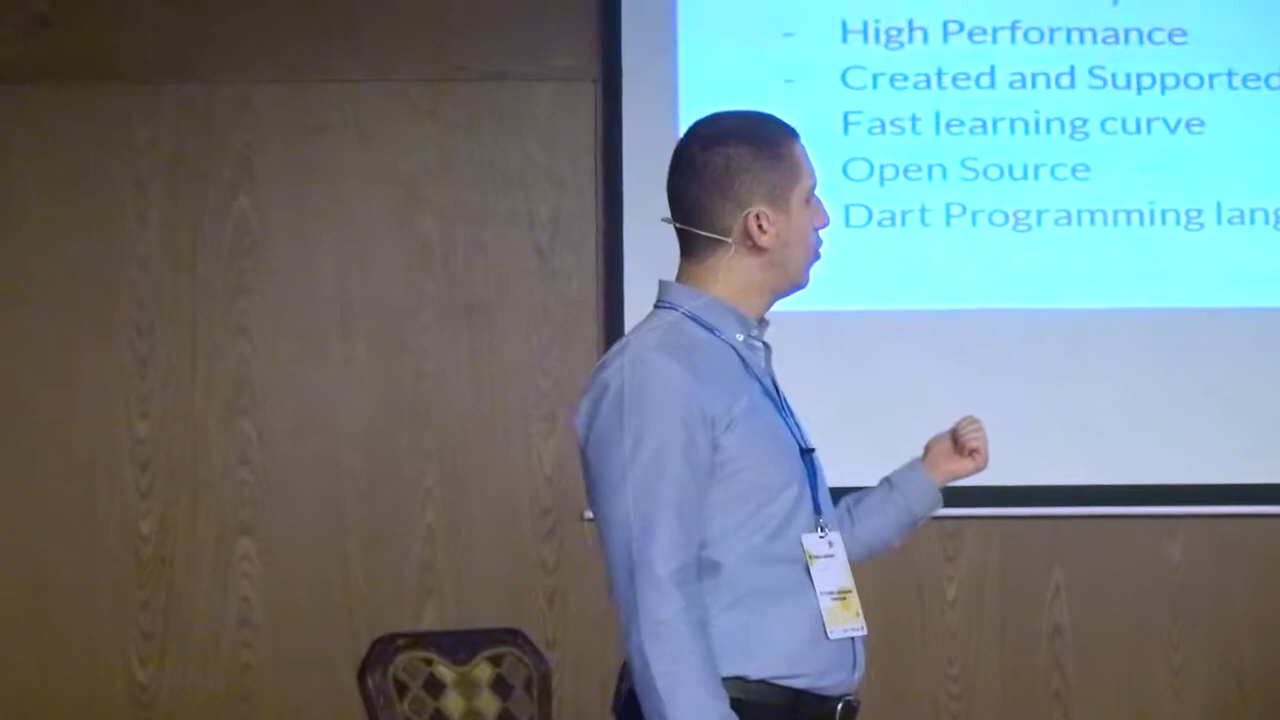 - High Performance
- Created and Supported
Fast learning curve
Open Source
Dart Programming lang